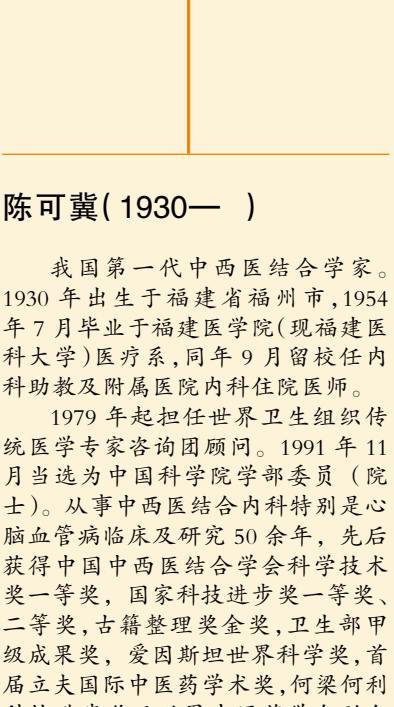 陈可冀(1930— )
我国第一代中西医结合学家。
1930 年出生于福建省福州市,1954
年 7 月毕业于福建医学院(现福建医
科大学)医疗系,同年 9 月留校任内
科助教及附属医院内科住院医师。
1979 年起担任世界卫生组织传
统医学专家咨询团顾问。1991 年 11
月当选为中国科学院学部委员（院
士)。从事中西医结合内科特别是心
脑血管病临床及研究 50 余年，先后
获得中国中西医结合学会科学技术
奖一等奖，国家科技进步奖一等奖、
二等奖,古籍整理奖金奖,卫生部甲
级成果奖，爱因斯坦世界科学奖,首
届立夫国际中医药学术奖,何梁何利